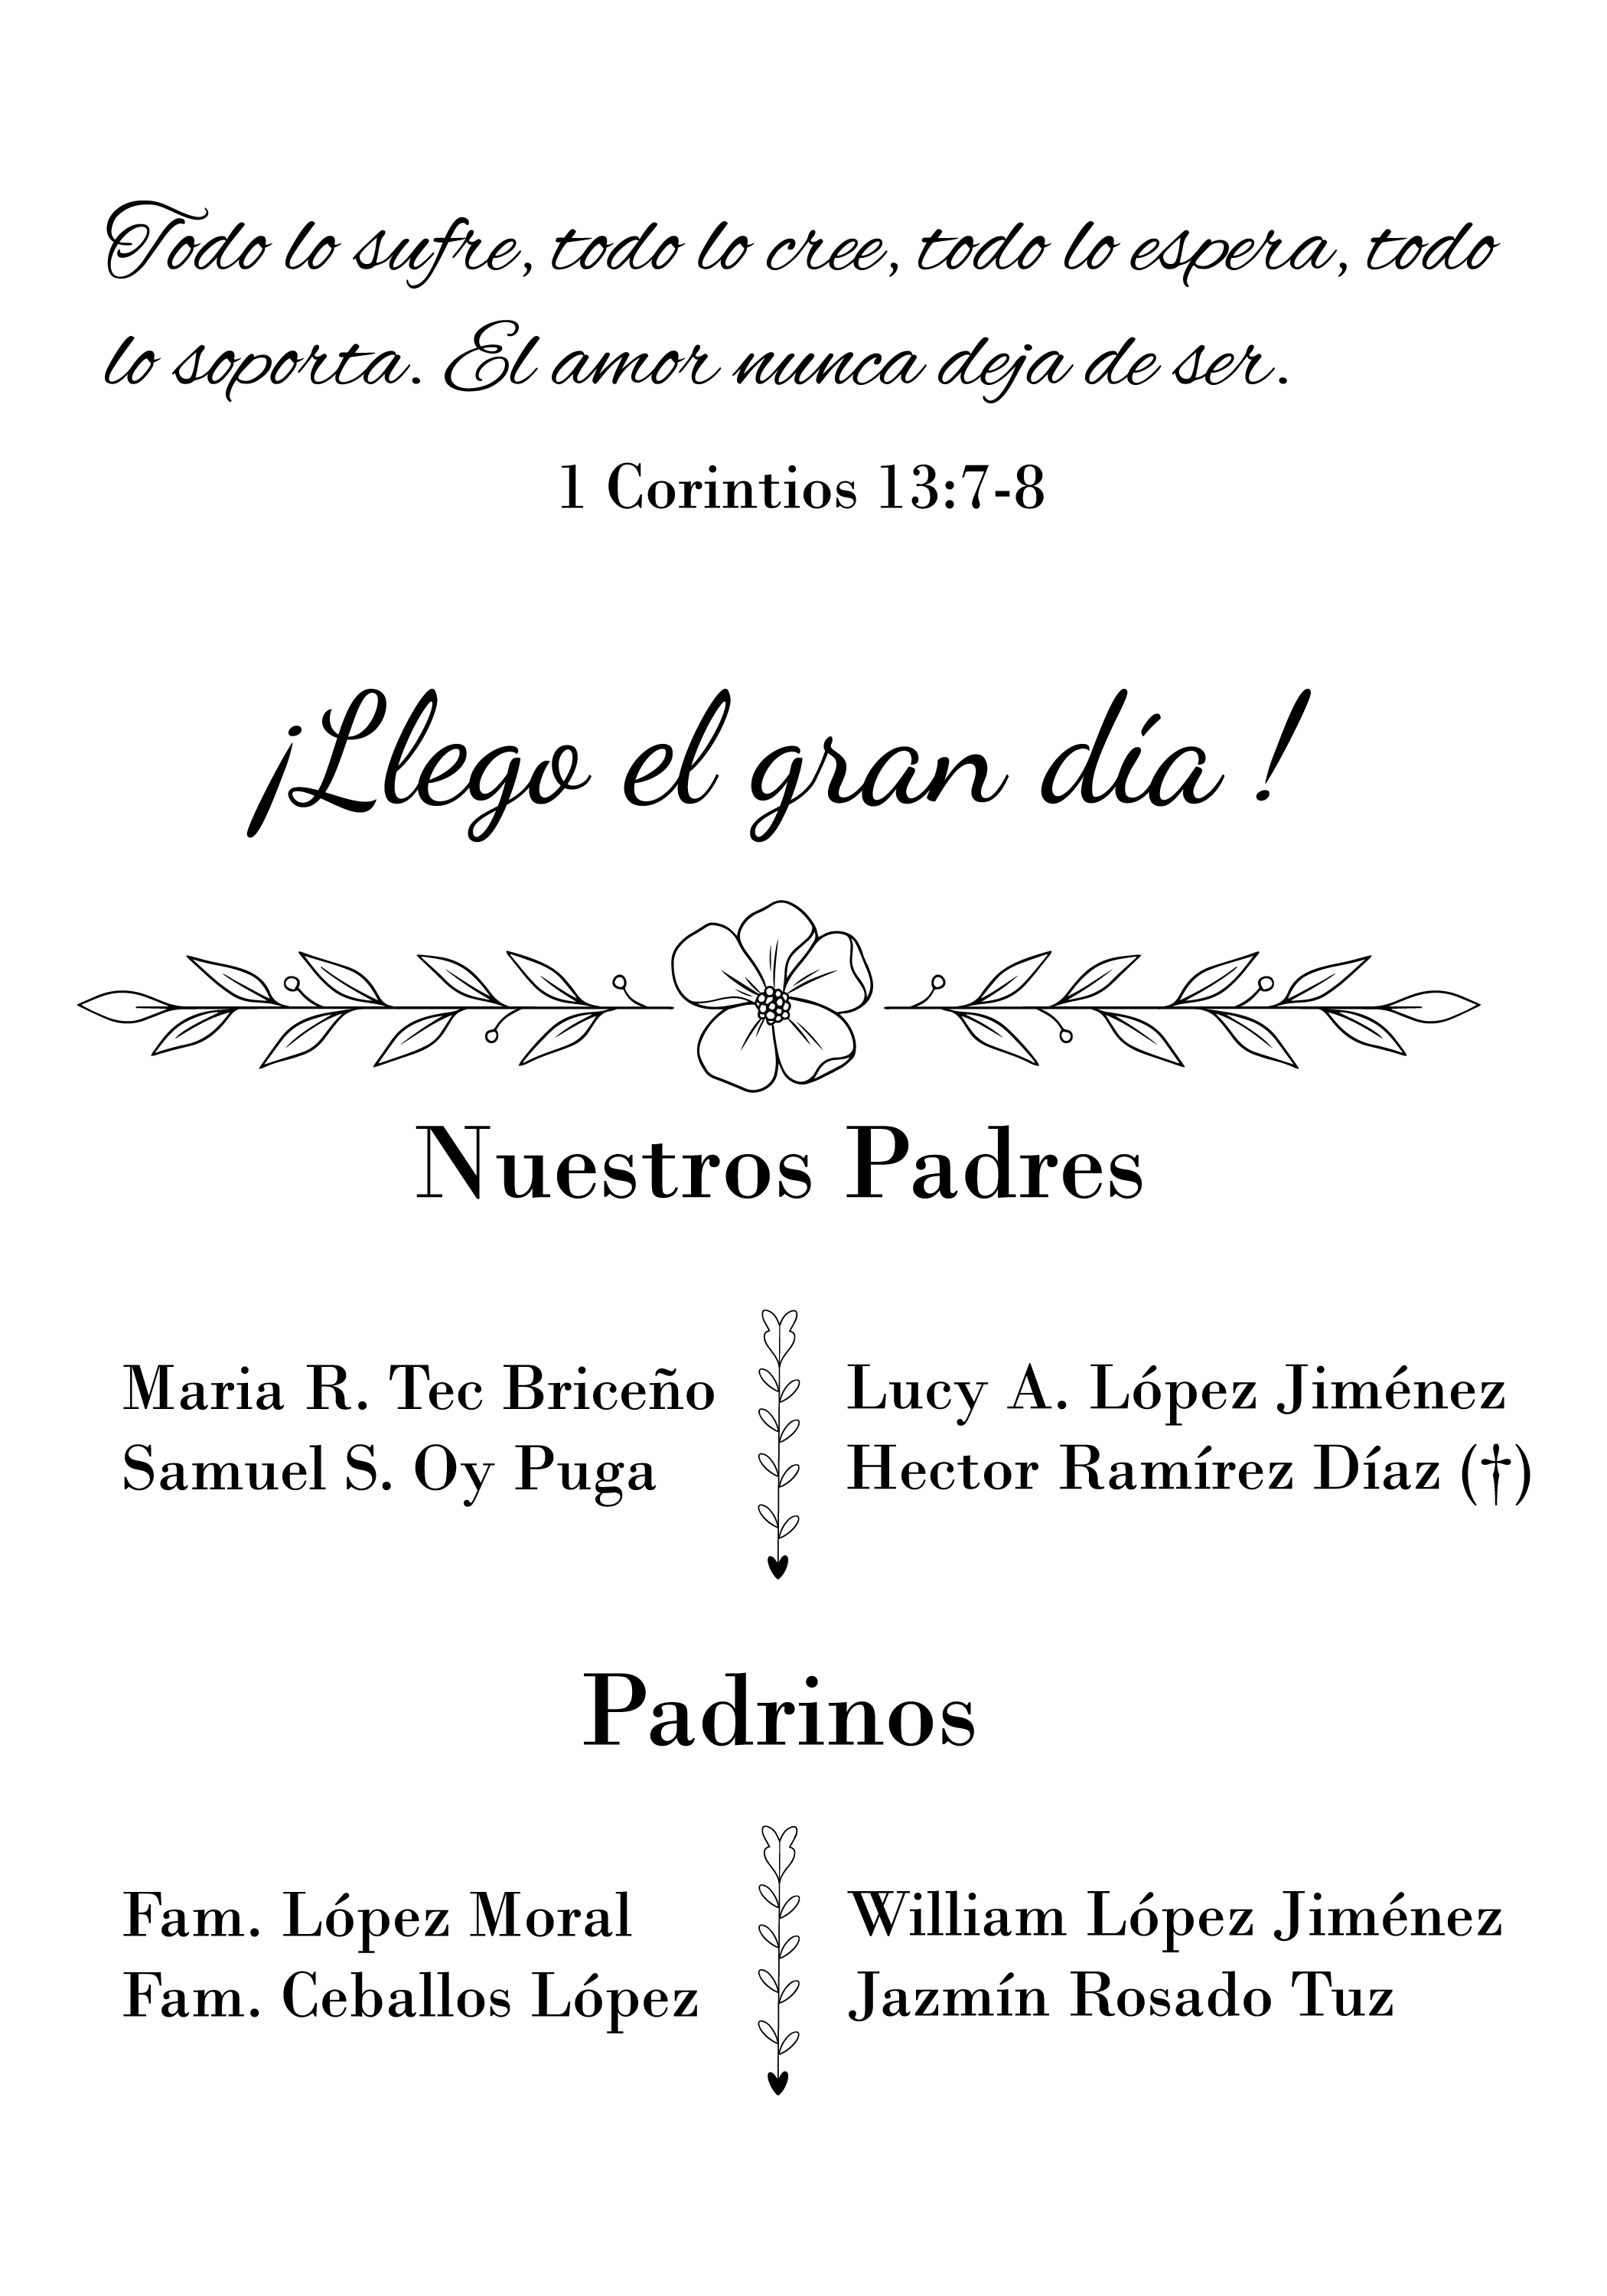 Todo lo sufre, todo lo cree, todo lo espera, todo
lo soporta. El amor nunca deja de ser.
1 Corintios 13:7-8
¡Llego el gran día !
Nuestros Padres
Maria R. Tec Briceño
Samuel S. Oy Puga
Lucy A. López Jiménez
Hector Ramírez Díaz (†)
Padrinos
Fam. López Moral
Fam. Ceballos López
William López Jiménez
Jazmín Rosado Tuz